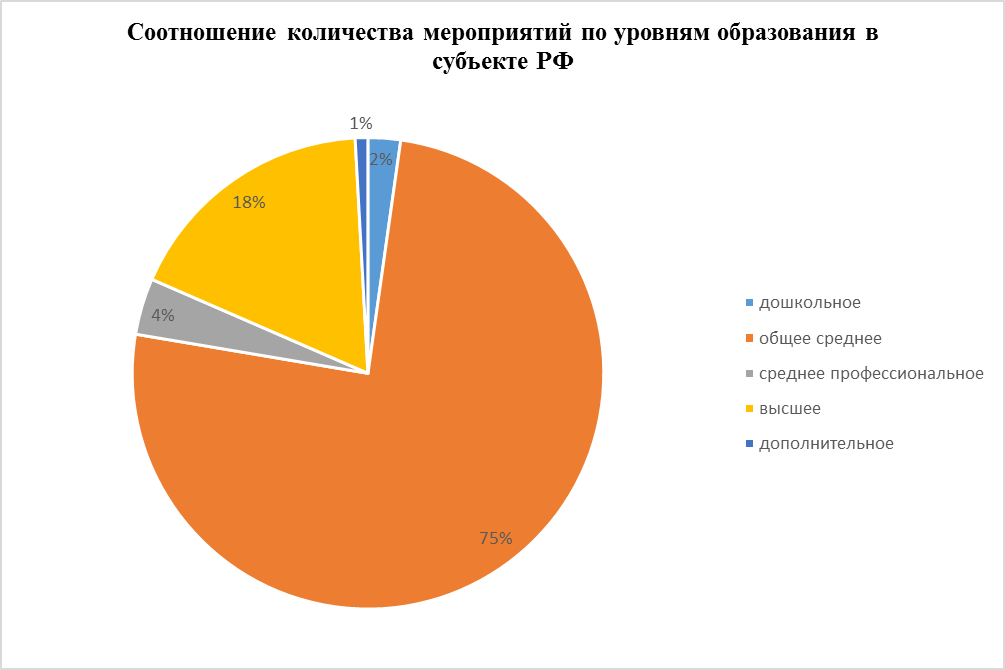 Соотношение количества мероприятий по уровням образования в
субъекте РФ
1%
2%
18%
4%
75%
дошкольное
общее среднее
среднее профессиональное
высшее
дополнительное